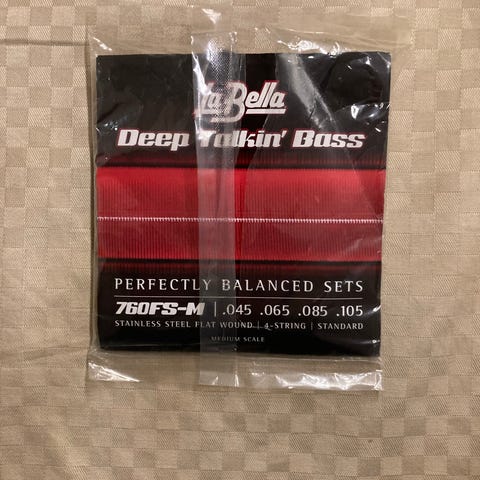 La Bella
Deep Talkin' Bass
PERFECTLY BALANCED SETS
760FS-M | .045 .065 .085 .105
STAINLESS STEEL FLAT WOUND | 4-STRING | STANDARD
MEDIUM SCALE